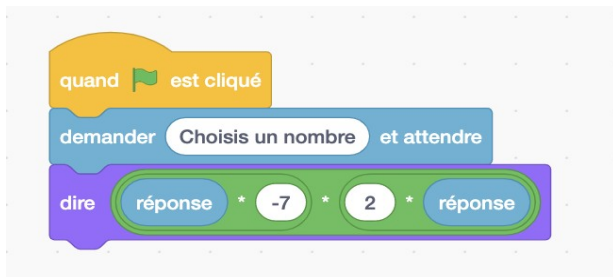 quand est cliqué
demander Choisis un nombre et attendre
dire réponse * -7 * 2 * réponse